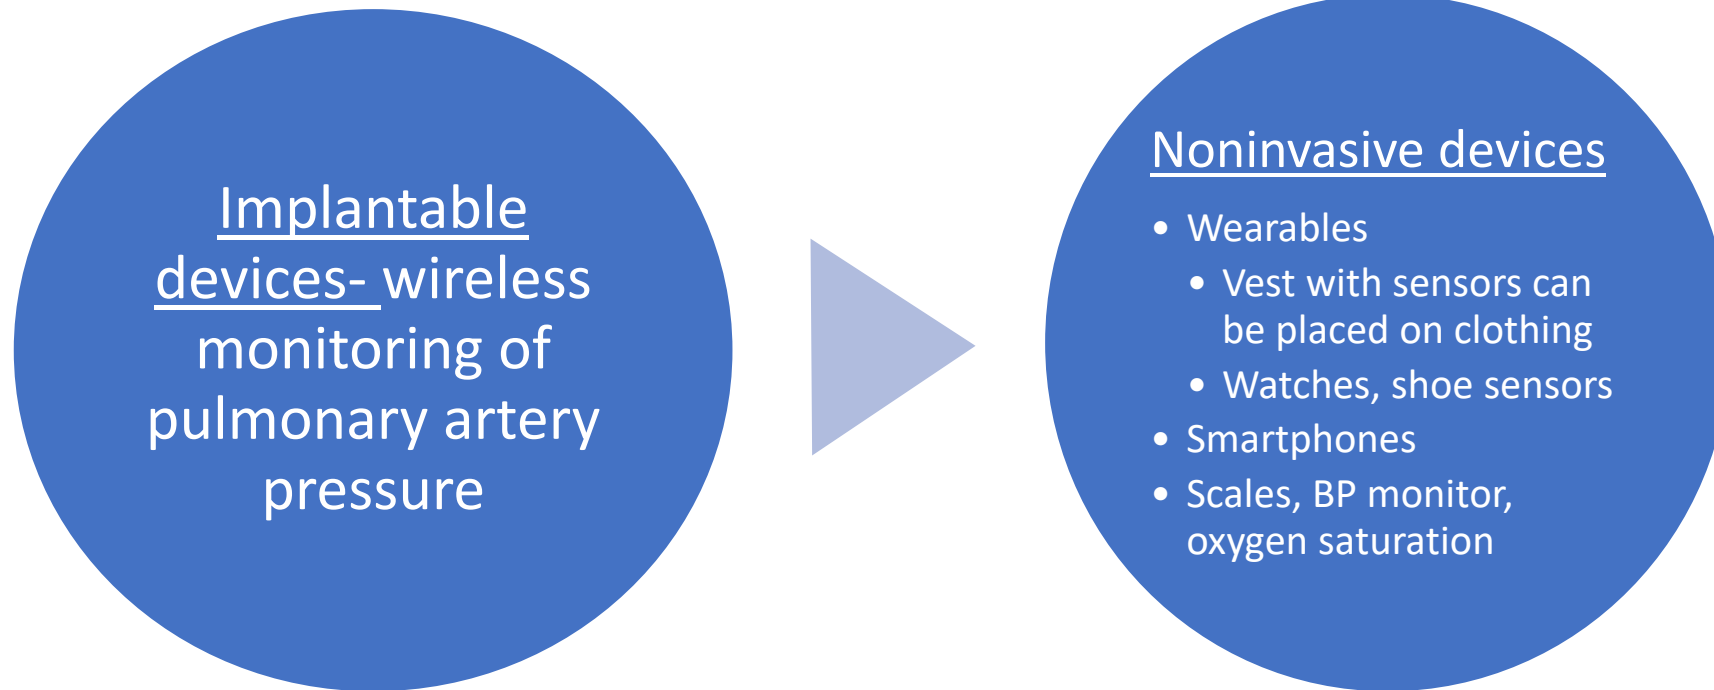 Implantable
devices- wireless
monitoring of
pulmonary artery
pressure
Noninvasive devices
• Wearables
• Vest with sensors can
be placed on clothing
• Watches, shoe sensors
• Smartphones
• Scales, BP monitor,
oxygen saturation